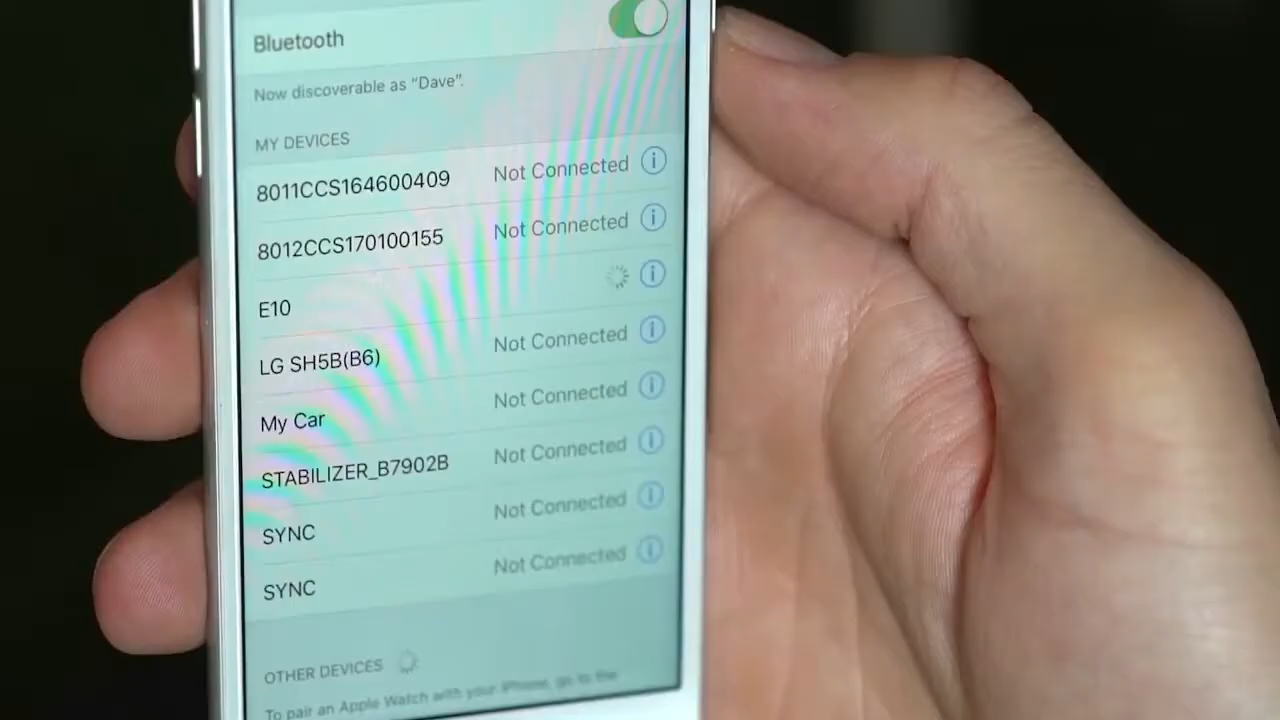 Bluetooth
Now discoverable as “Dave”.
MY DEVICES
8011CCS164600409 Not Connected
8012CCS170100155 Not Connected
E10
LG SH5B(B6) Not Connected
My Car Not Connected
STABILIZER_B7902B Not Connected
SYNC Not Connected
SYNC Not Connected
OTHER DEVICES
To pair an Apple Watch with your iPhone, go to the